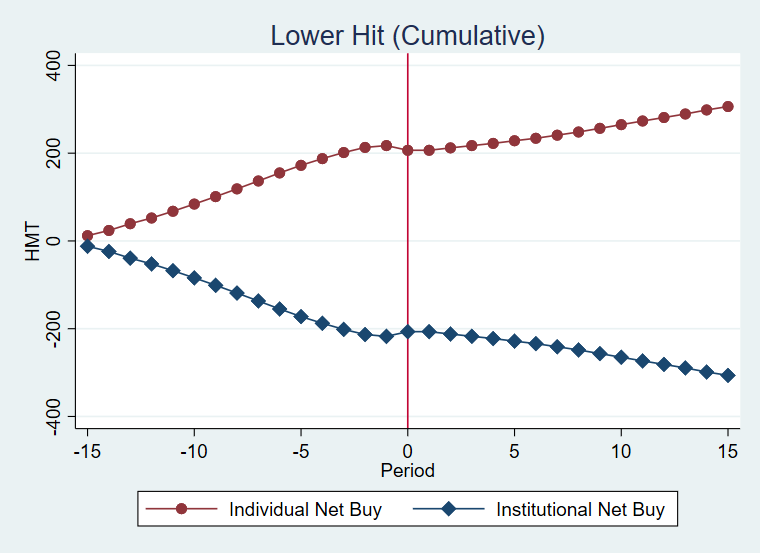 Lower Hit (Cumulative)
400
200
0
-200
-400
HMT
-15 -10 -5 0 5 10 15
Period
Individual Net Buy Institutional Net Buy